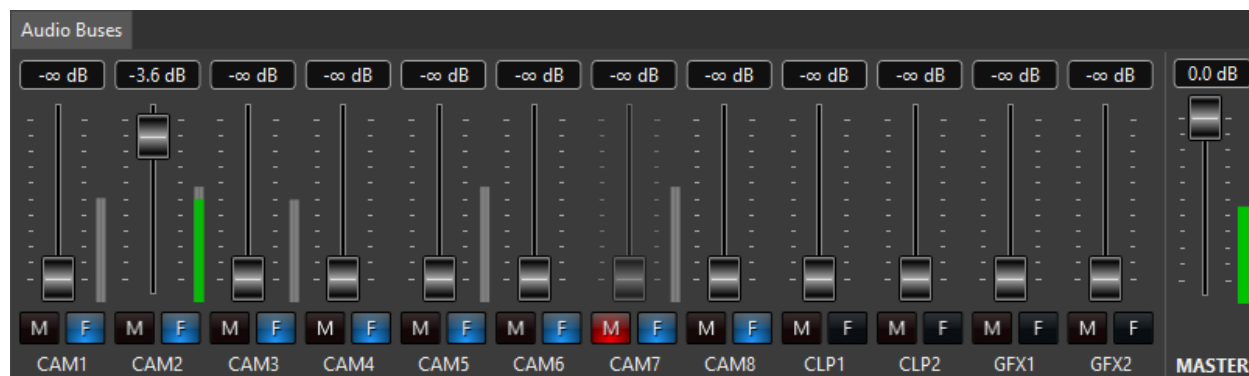 Audio Buses
-∞ dB -3.6 dB -∞ dB -∞ dB -∞ dB -∞ dB -∞ dB -∞ dB -∞ dB -∞ dB -∞ dB -∞ dB 0.0 dB
M F M F M F M F M F M F M F M F M F M F M F M F
CAM1 CAM2 CAM3 CAM4 CAM5 CAM6 CAM7 CAM8 CLP1 CLP2 GFX1 GFX2 MASTER